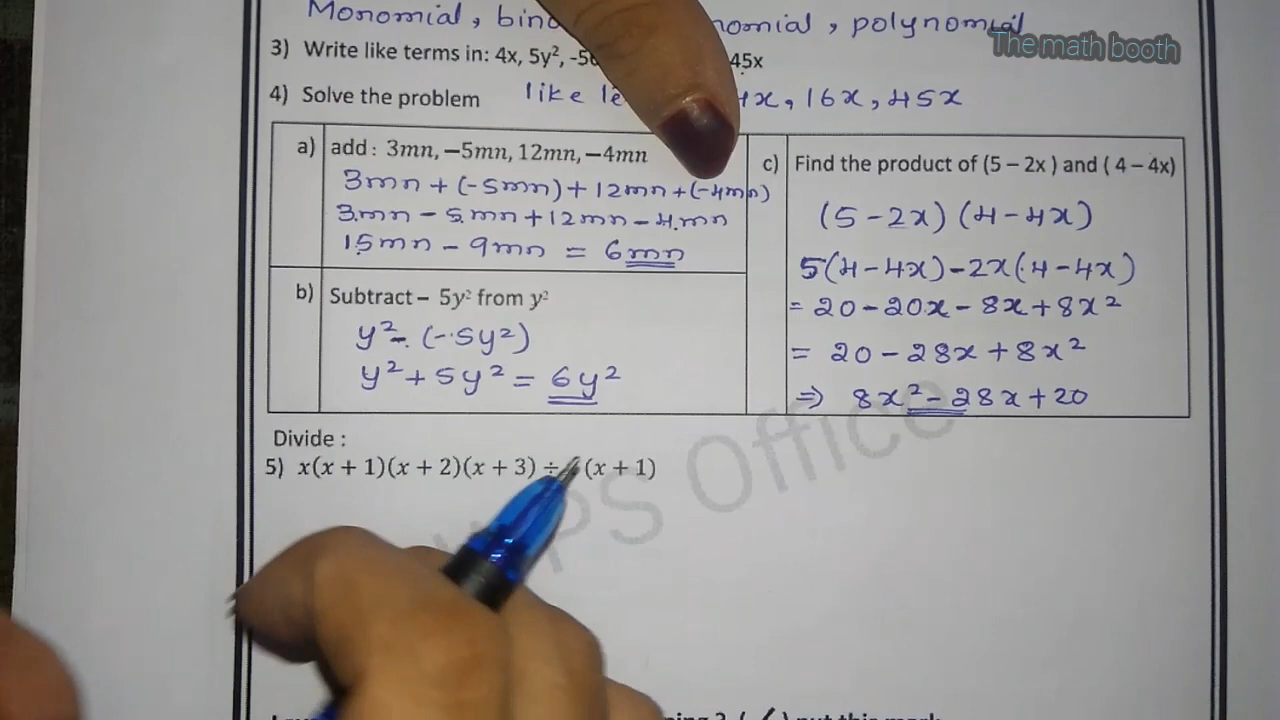 Monomial, nomial, polynomial
The math booth
3) Write like terms in: 4x, 5y², 45x
4) Solve the problem like 4x, 16x, 45x
a) add : 3mn, −5mn, 12mn, −4mn
3mn + (-5mn) + 12mn + (-4mn)
3mn - 5mn + 12mn - 4mn
15mn - 9mn = 6mn
b) Subtract – 5y² from y²
y² - (-5y²)
y² + 5y² = 6y²
c) Find the product of (5 – 2x ) and ( 4 – 4x)
(5 - 2x) (4 - 4x)
5(4 - 4x) - 2x(4 - 4x)
= 20 - 20x - 8x + 8x²
= 20 - 28x + 8x²
⇒ 8x² - 28x + 20
Divide :
5) x(x + 1)(x + 2)(x + 3) ÷ (x + 1)
PS Office